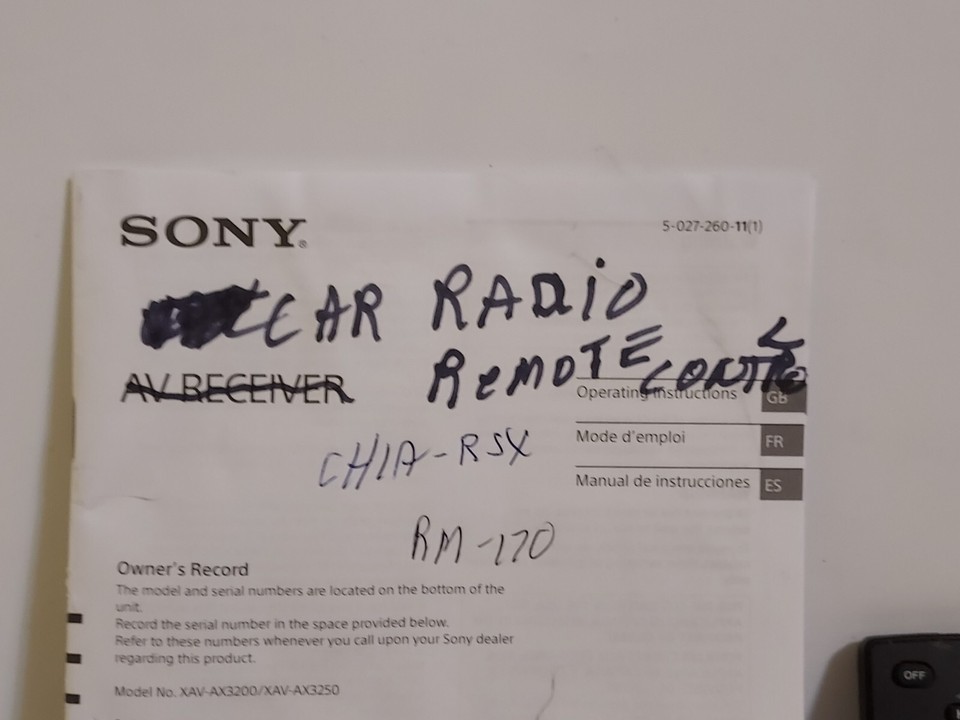 SONY®
5-027-260-11(1)
CAR RADIO
AV RECEIVER
REMOTE CONTROL
Operating Instructions GB
Mode d'emploi FR
Manual de instrucciones ES
CHIA-RSX
RM-170
Owner's Record
The model and serial numbers are located on the bottom of the
unit.
Record the serial number in the space provided below.
Refer to these numbers whenever you call upon your Sony dealer
regarding this product.
Model No. XAV-AX3200/XAV-AX3250
OFF